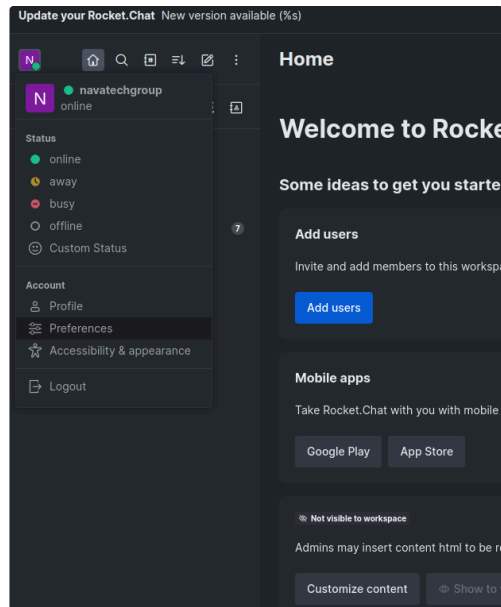 Update your Rocket.Chat New version available (%s)
N
Home
N
navatechgroup
online
Welcome to
Status
online
Some ideas to get you
away
busy
Add users
offline
7
Custom Status
Invite and add members to this
Account
Add users
Profile
Preferences
Accessibility & appearance
Mobile apps
Logout
Take Rocket.Chat with you with mobile
Google Play
App Store
Not visible to workspace
Admins may insert content html to be
Customize content
Show to